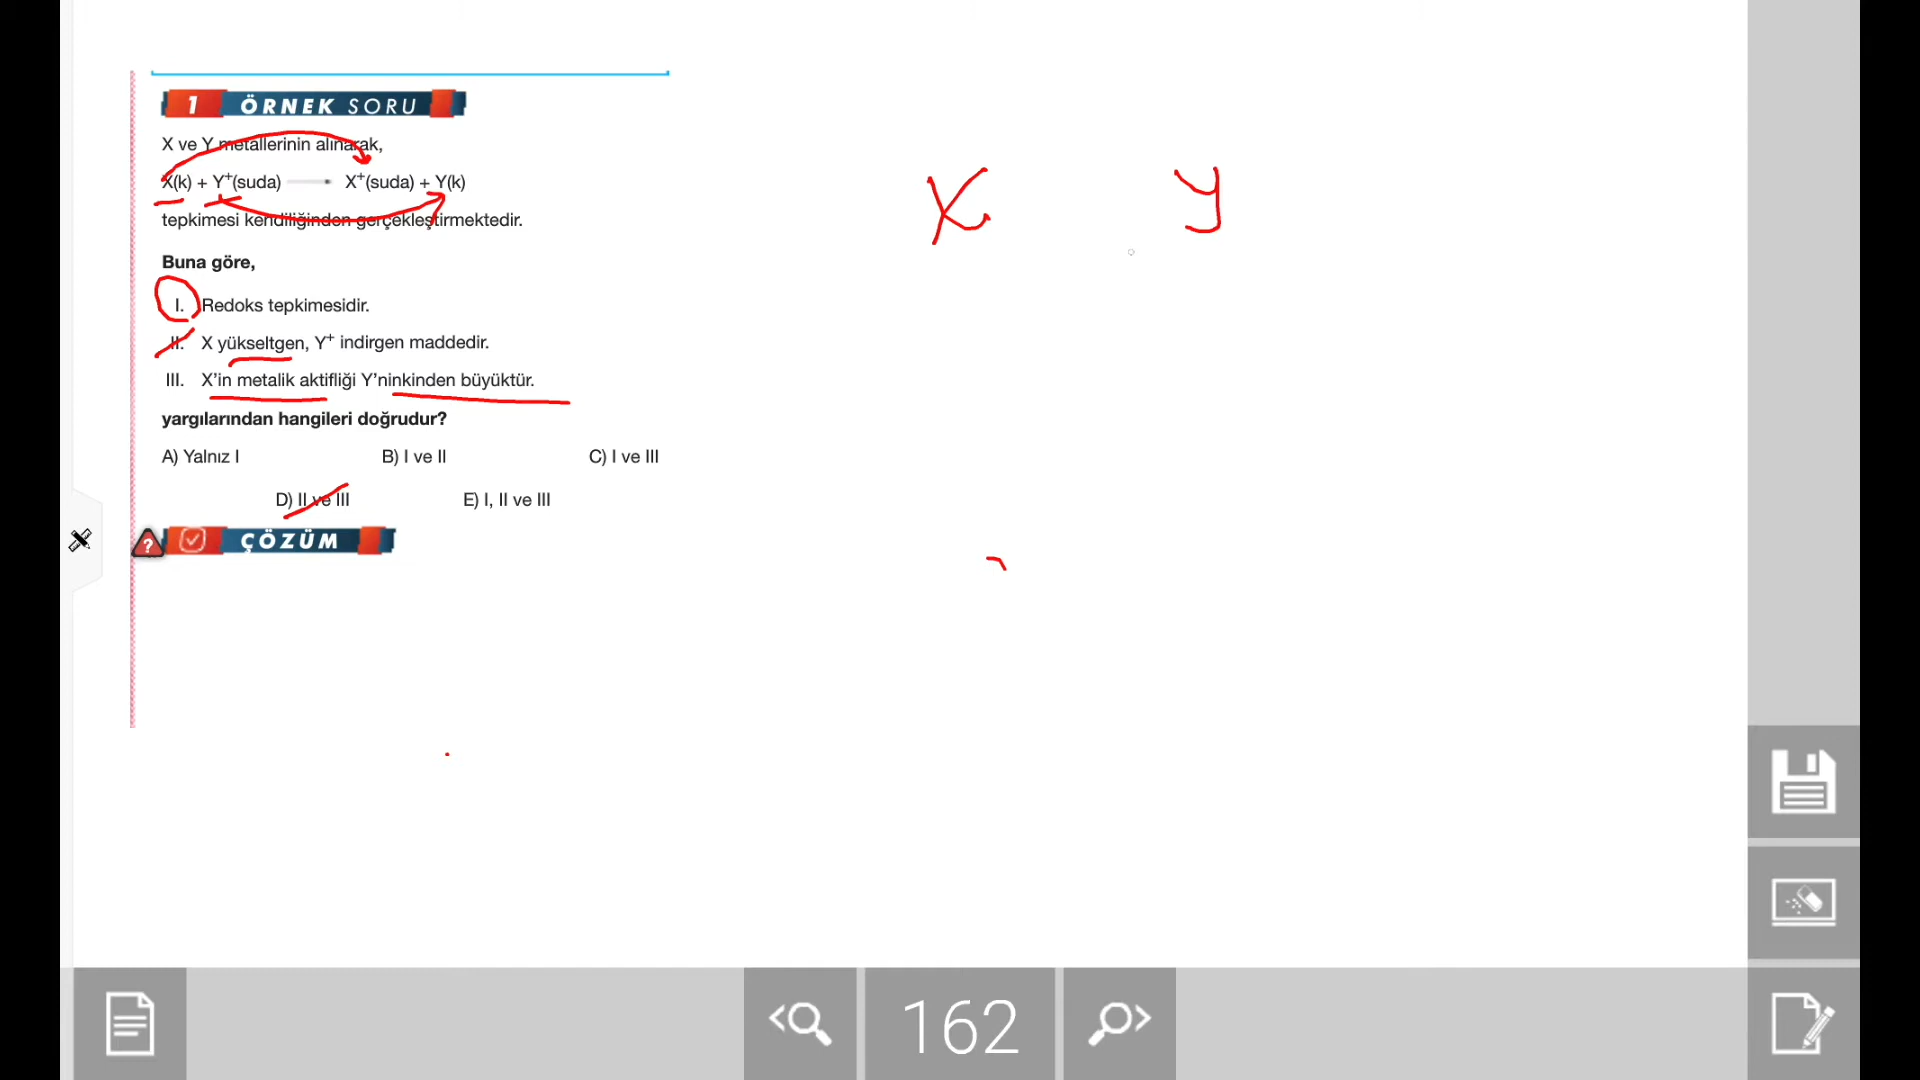 1 ÖRNEK SORU
X ve Y metallerinin alınarak,
X(k) + Y⁺(suda) → X⁺(suda) + Y(k)
tepkimesi kendiliğinden gerçekleştirmektedir.
Buna göre,
I. Redoks tepkimesidir.
II. X yükseltgen, Y⁺ indirgen maddedir.
III. X’in metalik aktifliği Y’ninkinden büyüktür.
yargılarından hangileri doğrudur?
A) Yalnız I B) I ve II C) I ve III
D) II ve III E) I, II ve III
? ÇÖZÜM
X Y
162